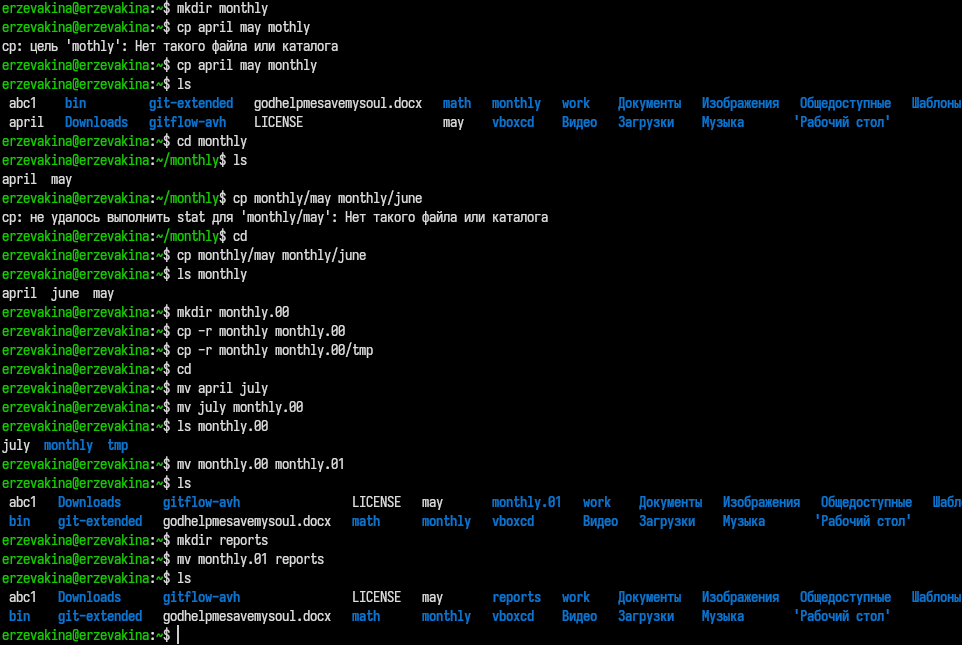 erzevakina@erzevakina:~$ mkdir monthly
erzevakina@erzevakina:~$ cp april may mothly
cp: цель 'mothly': Нет такого файла или каталога
erzevakina@erzevakina:~$ cp april may monthly
erzevakina@erzevakina:~$ ls
abc1 bin git-extended godhelpmesavemysoul.docx math monthly work Документы Изображения Общедоступные Шаблоны
april Downloads gitflow-avh LICENSE may vboxcd Видео Загрузки Музыка 'Рабочий стол'
erzevakina@erzevakina:~$ cd monthly
erzevakina@erzevakina:~/monthly$ ls
april may
erzevakina@erzevakina:~/monthly$ cp monthly/may monthly/june
cp: не удалось выполнить stat для 'monthly/may': Нет такого файла или каталога
erzevakina@erzevakina:~/monthly$ cd
erzevakina@erzevakina:~$ cp monthly/may monthly/june
erzevakina@erzevakina:~$ ls monthly
april june may
erzevakina@erzevakina:~$ mkdir monthly.00
erzevakina@erzevakina:~$ cp -r monthly monthly.00
erzevakina@erzevakina:~$ cp -r monthly monthly.00/tmp
erzevakina@erzevakina:~$ cd
erzevakina@erzevakina:~$ mv april july
erzevakina@erzevakina:~$ mv july monthly.00
erzevakina@erzevakina:~$ ls monthly.00
july monthly tmp
erzevakina@erzevakina:~$ mv monthly.00 monthly.01
erzevakina@erzevakina:~$ ls
abc1 Downloads gitflow-avh LICENSE may monthly.01 work Документы Изображения Общедоступные Шабл
bin git-extended godhelpmesavemysoul.docx math monthly vboxcd Видео Загрузки Музыка 'Рабочий стол'
erzevakina@erzevakina:~$ mkdir reports
erzevakina@erzevakina:~$ mv monthly.01 reports
erzevakina@erzevakina:~$ ls
abc1 Downloads gitflow-avh LICENSE may reports work Документы Изображения Общедоступные Шаблоны
bin git-extended godhelpmesavemysoul.docx math monthly vboxcd Видео Загрузки Музыка 'Рабочий стол'
erzevakina@erzevakina:~$